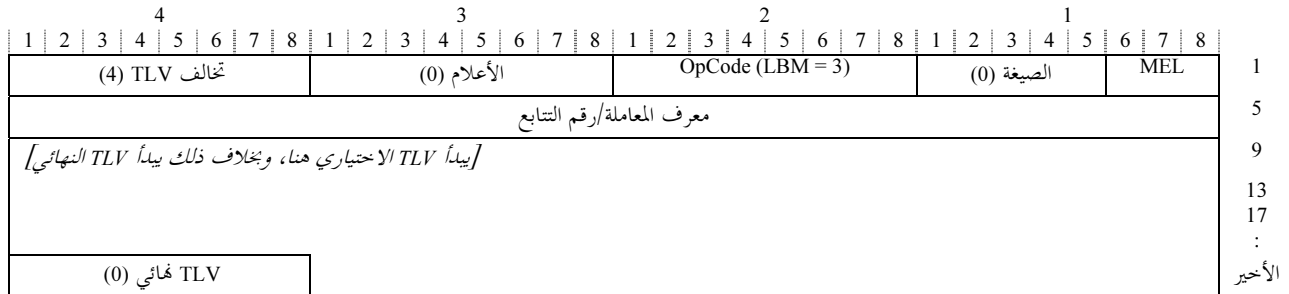 4 3 2 1
1 2 3 4 5 6 7 8 1 2 3 4 5 6 7 8 1 2 3 4 5 6 7 8 1 2 3 4 5 6 7 8
1 MEL الصيغة (0) OpCode (LBM = 3) الأعلام (0) تخالف TLV (4)
5 معرف المعاملة/رقم التتابع
9 [يبدأ TLV الاختياري هنا، وبخلاف ذلك يبدأ TLV النهائي]
13
17
:
الأخير TLV نهائي (0)